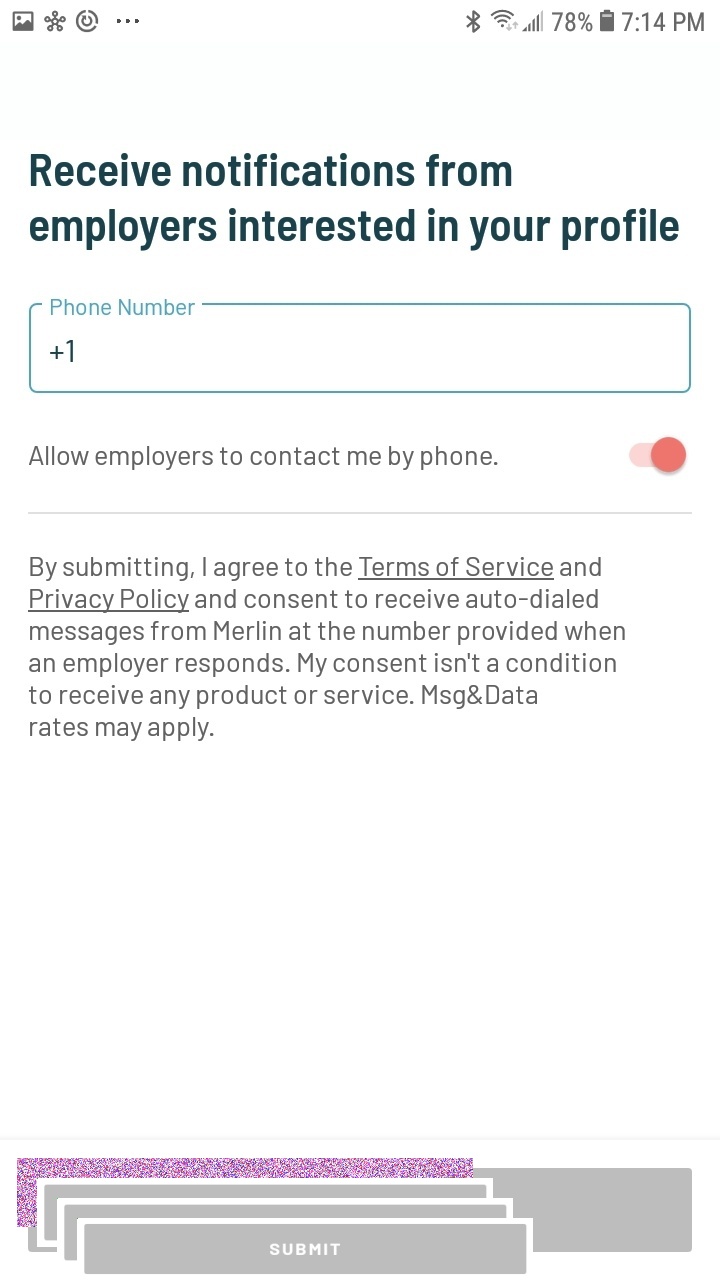 78% 7:14 PM
Receive notifications from
employers interested in your profile
Phone Number
+1
Allow employers to contact me by phone.
By submitting, I agree to the Terms of Service and
Privacy Policy and consent to receive auto-dialed
messages from Merlin at the number provided when
an employer responds. My consent isn't a condition
to receive any product or service. Msg&Data
rates may apply.
SUBMIT